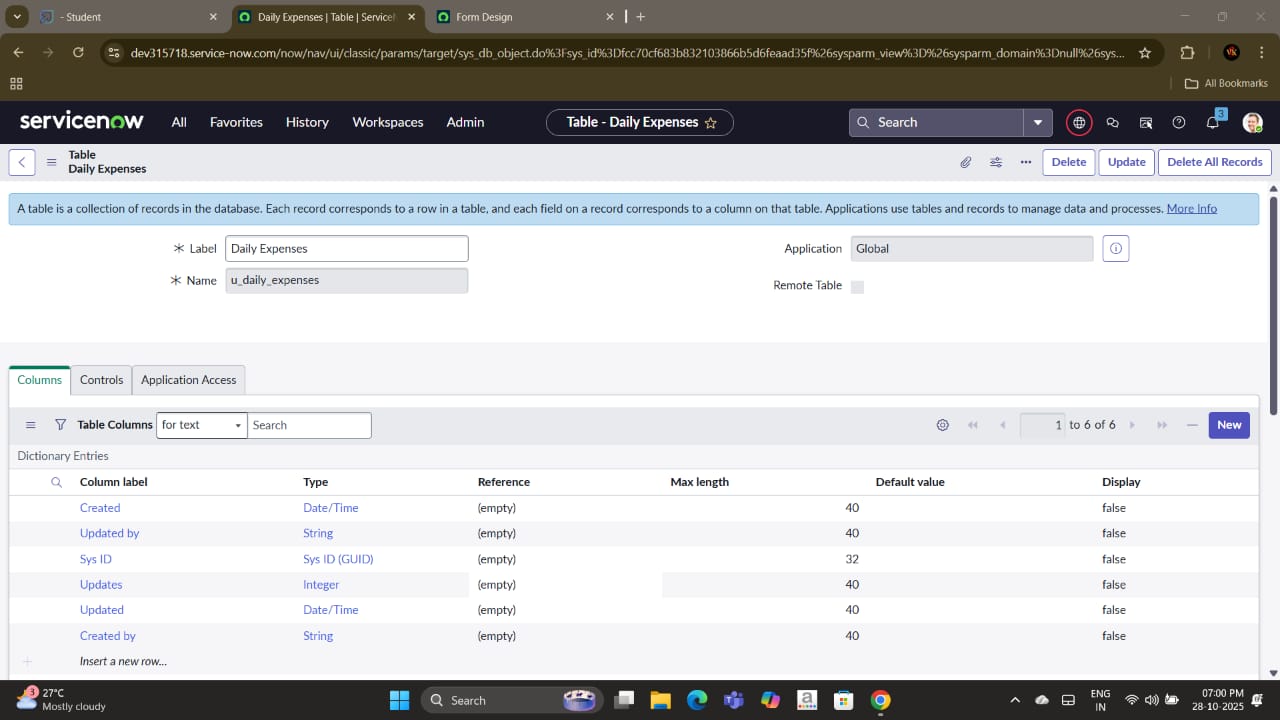 - Student
Daily Expenses | Table | Service
Form Design
dev315718.service-now.com/now/nav/ui/classic/params/target/sys_db_object.do%3Fsys_id%3Dfcc70cf683b832103866b5d6feaad35f%26sysparm_view%3D%26sysparm_domain%3Dnull%26sys...
VK
All Bookmarks
servicenow All Favorites History Workspaces Admin Table - Daily Expenses Search 3
Table
Daily Expenses
Delete Update Delete All Records
A table is a collection of records in the database. Each record corresponds to a row in a table, and each field on a record corresponds to a column on that table. Applications use tables and records to manage data and processes. More Info
Label Daily Expenses Application Global
Name u_daily_expenses Remote Table
Columns Controls Application Access
Table Columns for text Search 1 to 6 of 6 New
Dictionary Entries
Column label Type Reference Max length Default value Display
Created Date/Time (empty) 40 false
Updated by String (empty) 40 false
Sys ID Sys ID (GUID) (empty) 32 false
Updates Integer (empty) 40 false
Updated Date/Time (empty) 40 false
Created by String (empty) 40 false
Insert a new row...
3 27°C
Mostly cloudy
Search
a
ENG
IN
07:00 PM
28-10-2025